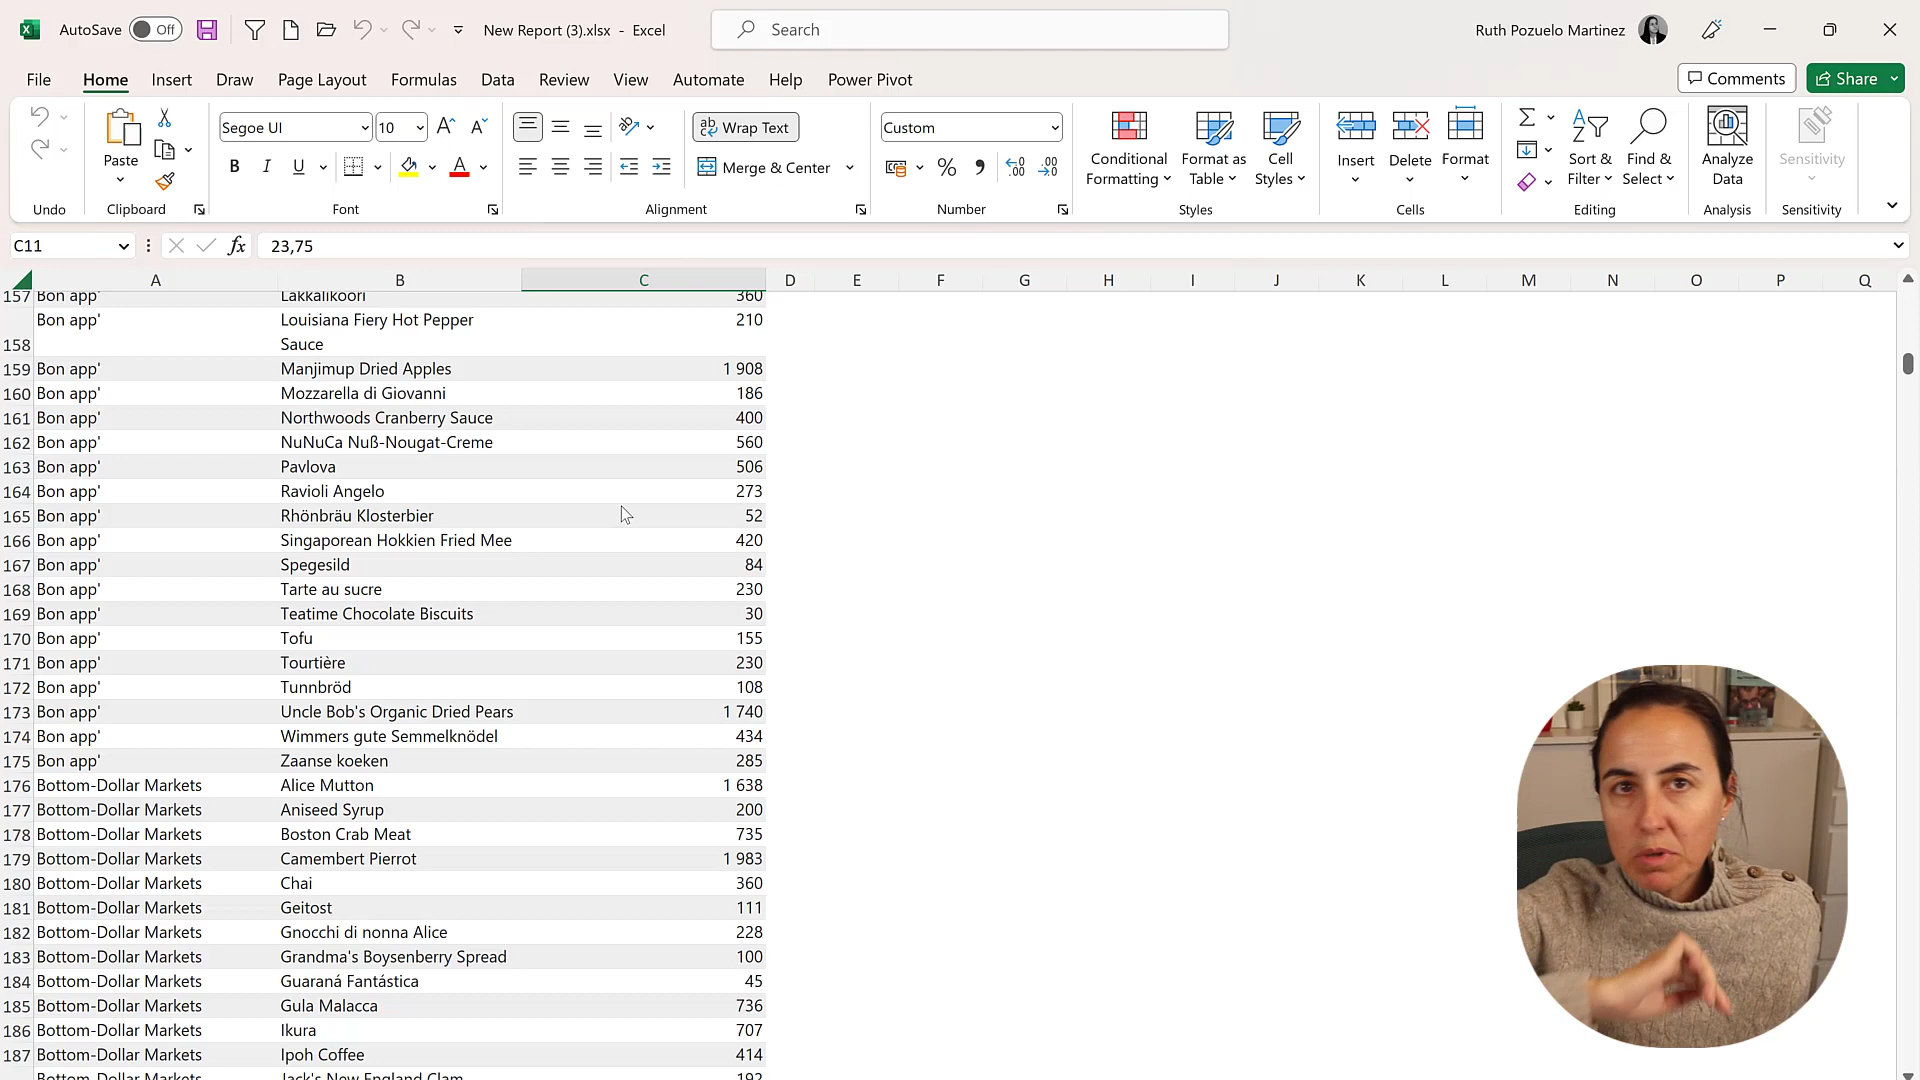 AutoSave Off New Report (3).xlsx - Excel Search Ruth Pozuelo Martinez
File Home Insert Draw Page Layout Formulas Data Review View Automate Help Power Pivot Comments Share
Paste
Segoe UI 10
B I U A
Wrap Text
Merge & Center
Custom
% 
Conditional Formatting
Format as Table
Cell Styles
Insert Delete Format
Sort & Filter
Find & Select
Analyze Data
Sensitivity
Undo Clipboard Font Alignment Number Styles Cells Editing Analysis Sensitivity
C11 fx 23,75
A B C D E F G H I J K L M N O P Q
157 Bon app' Lakkalikööri 360
158 Bon app' Louisiana Fiery Hot Pepper 210
Sauce
159 Bon app' Manjimup Dried Apples 1 908
160 Bon app' Mozzarella di Giovanni 186
161 Bon app' Northwoods Cranberry Sauce 400
162 Bon app' NuNuCa Nuß-Nougat-Creme 560
163 Bon app' Pavlova 506
164 Bon app' Ravioli Angelo 273
165 Bon app' Rhönbräu Klosterbier 52
166 Bon app' Singaporean Hokkien Fried Mee 420
167 Bon app' Spegesild 84
168 Bon app' Tarte au sucre 230
169 Bon app' Teatime Chocolate Biscuits 30
170 Bon app' Tofu 155
171 Bon app' Tourtière 230
172 Bon app' Tunnbröd 108
173 Bon app' Uncle Bob's Organic Dried Pears 1 740
174 Bon app' Wimmers gute Semmelknödel 434
175 Bon app' Zaanse koeken 285
176 Bottom-Dollar Markets Alice Mutton 1 638
177 Bottom-Dollar Markets Aniseed Syrup 200
178 Bottom-Dollar Markets Boston Crab Meat 735
179 Bottom-Dollar Markets Camembert Pierrot 1 983
180 Bottom-Dollar Markets Chai 360
181 Bottom-Dollar Markets Geitost 111
182 Bottom-Dollar Markets Gnocchi di nonna Alice 228
183 Bottom-Dollar Markets Grandma's Boysenberry Spread 100
184 Bottom-Dollar Markets Guaraná Fantástica 45
185 Bottom-Dollar Markets Gula Malacca 736
186 Bottom-Dollar Markets Ikura 707
187 Bottom-Dollar Markets Ipoh Coffee 414
Bottom-Dollar Markets Jack's New England Clam 192